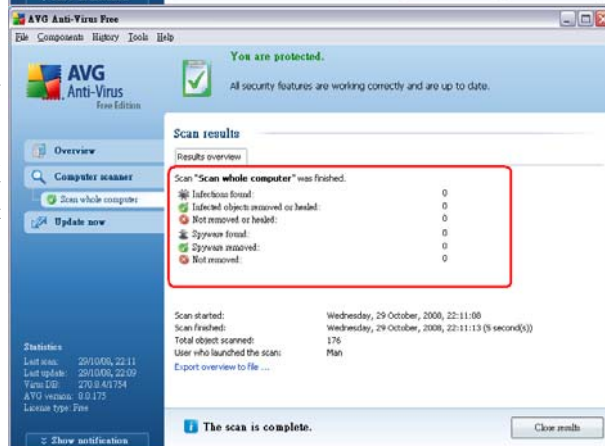 AVG Anti-Virus Free
File Components History Tools Help
AVG
Anti-Virus
Free Edition
You are protected.
All security features are working correctly and are up to date.
Overview
Computer scanner
Scan whole computer
Update now
Scan results
Results overview
Scan "Scan whole computer" was finished.
Infections found: 0
Infected objects removed or healed: 0
Not removed or healed: 0
Spyware found: 0
Spyware removed: 0
Not removed: 0
Scan started: Wednesday, 29 October, 2008, 22:11:08
Scan finished: Wednesday, 29 October, 2008, 22:11:13 (5 second(s))
Total object scanned: 176
User who launched the scan: Man
Export overview to file ...
Statistics
Last scan: 29/10/08, 22:11
Last update: 29/10/08, 22:09
Virus DB: 270.8.4/1754
AVG version: 8.0.175
License type: Free
Show notification
The scan is complete.
Close results